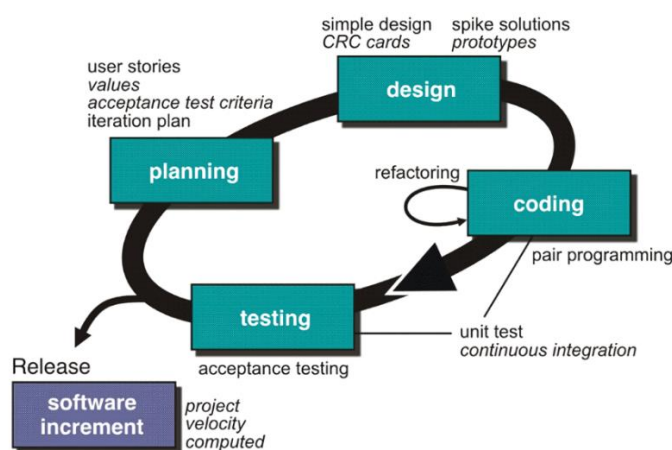 simple design
CRC cards
spike solutions
prototypes
user stories
values
acceptance test criteria
iteration plan
design
planning
refactoring
coding
pair programming
testing
unit test
continuous integration
acceptance testing
Release
software
increment
project
velocity
computed